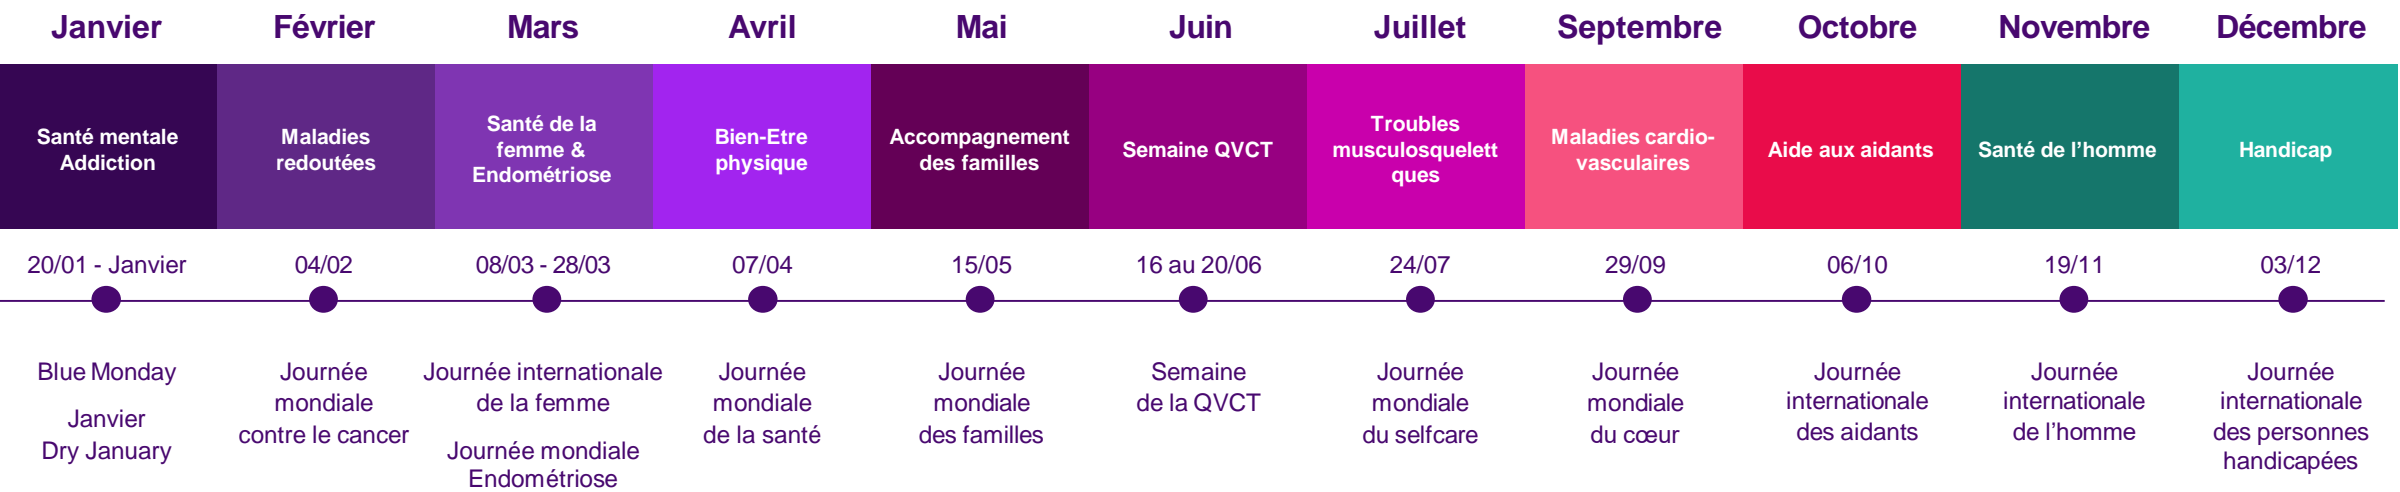 Janvier
Février
Mars
Avril
Mai
Juin
Juillet
Septembre
Octobre
Novembre
Décembre
Santé mentale
Addiction
Maladies
redoutées
Santé de la
femme &
Endométriose
Bien-Etre
physique
Accompagnement
des familles
Semaine QVCT
Troubles
musculosquelett
ques
Maladies cardio-
vasculaires
Aide aux aidants
Santé de l’homme
Handicap
20/01 - Janvier
04/02
08/03 - 28/03
07/04
15/05
16 au 20/06
24/07
29/09
06/10
19/11
03/12
Blue Monday
Janvier
Dry January
Journée
mondiale
contre le cancer
Journée internationale
de la femme
Journée mondiale
Endométriose
Journée
mondiale
de la santé
Journée
mondiale
des familles
Semaine
de la QVCT
Journée
mondiale
du selfcare
Journée
mondiale
du cœur
Journée
internationale
des aidants
Journée
internationale
de l’homme
Journée
internationale
des personnes
handicapées